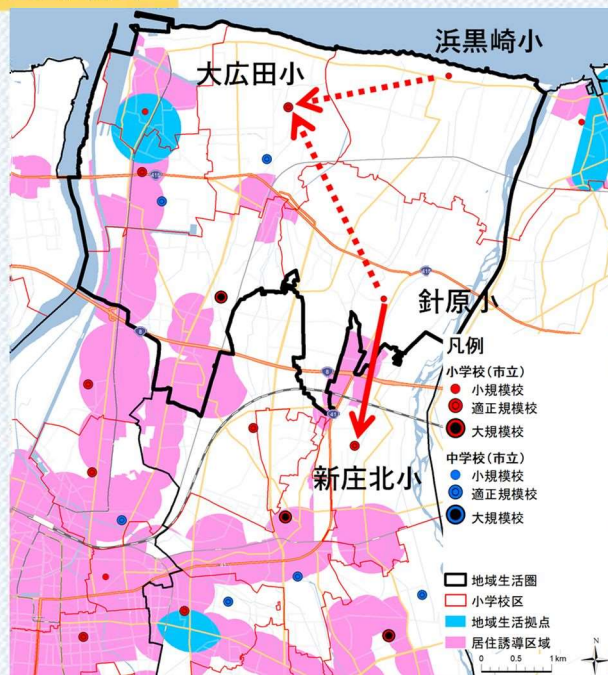 浜黒崎小
大広田小
針原小
新庄北小
凡例
小学校(市立)
小規模校
適正規模校
大規模校
中学校(市立)
小規模校
適正規模校
大規模校
地域生活圏
小学校区
地域生活拠点
居住誘導区域
0 0.5 1 km
N
8
8